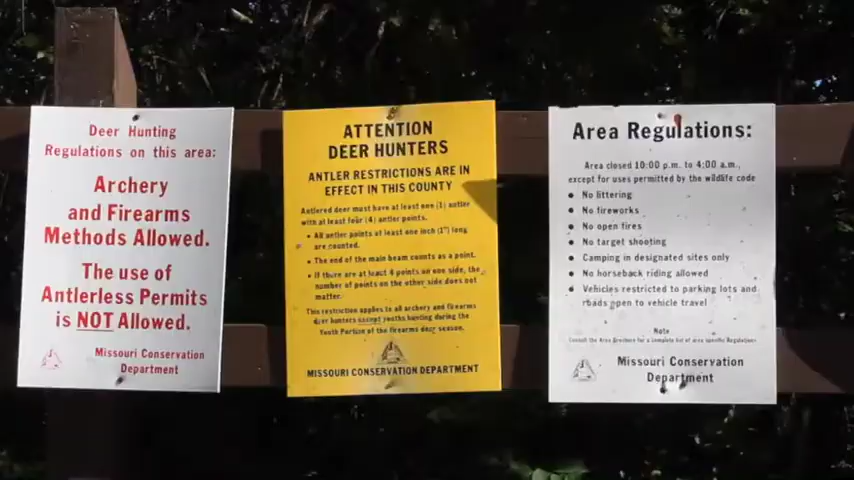 Deer Hunting
Regulations on this area:
Archery
and Firearms
Methods Allowed.
The use of
Antlerless Permits
is NOT Allowed.
Missouri Conservation
Department
ATTENTION
DEER HUNTERS
ANTLER RESTRICTIONS ARE IN
EFFECT IN THIS COUNTY
Antlered deer must have at least one (1) antler
with at least four (4) antler points.
• All antler points at least one inch (1") long
are counted.
• The end of the main beam counts as a point.
• If there are at least 4 points on one side, the
number of points on the other side does not
matter.
This restriction applies to all archery and firearms
deer hunters except youths hunting during the
Youth Portion of the firearms deer season.
MISSOURI CONSERVATION DEPARTMENT
Area Regulations:
Area closed 10:00 p.m. to 4:00 a.m.,
except for uses permitted by the wildlife code
• No littering
• No fireworks
• No open fires
• No target shooting
• Camping in designated sites only
• No horseback riding allowed
• Vehicles restricted to parking lots and
roads open to vehicle travel
Note
Consult the Area Brochure for a complete list of area specific Regulations
Missouri Conservation
Department